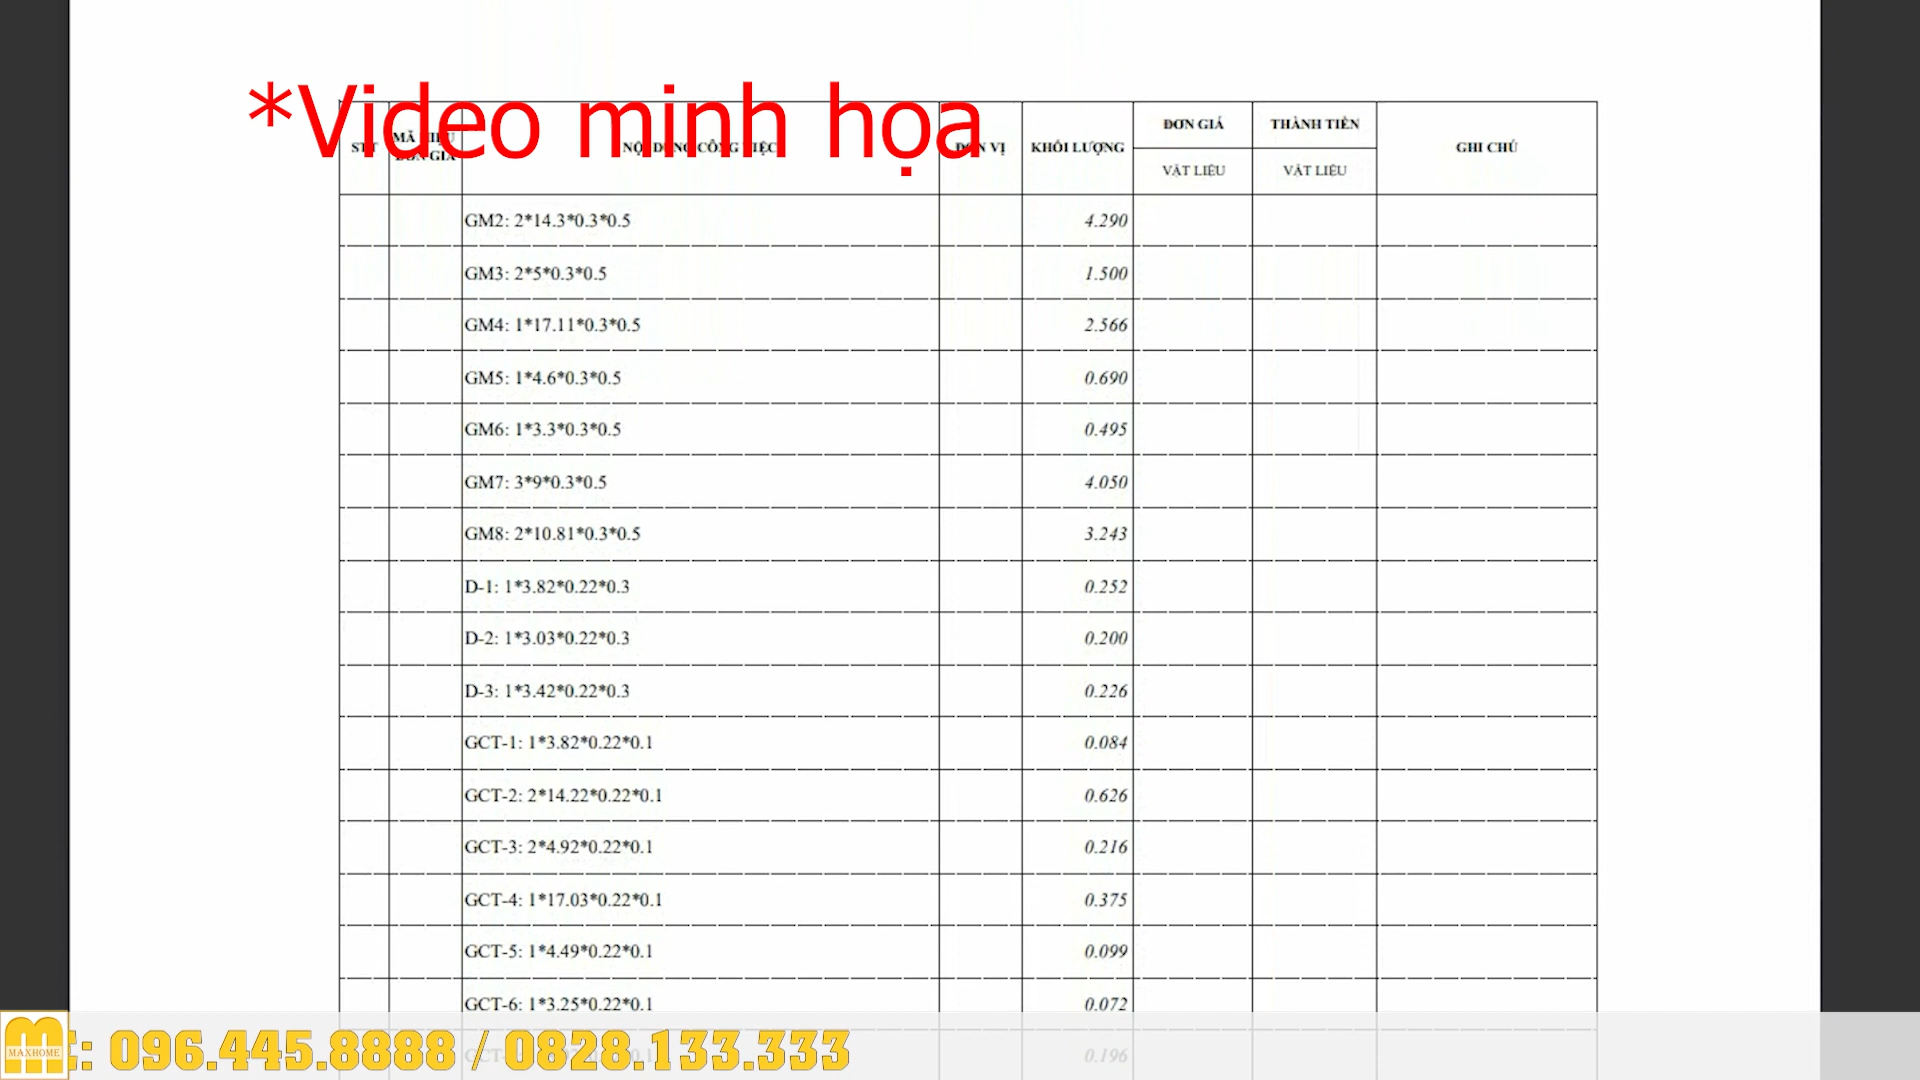 *Video minh họa
ĐƠN GIÁ THÀNH TIỀN
KHỐI LƯỢNG GHI CHÚ
VẬT LIỆU VẬT LIỆU
GM2: 2*14.3*0.3*0.5 4.290
GM3: 2*5*0.3*0.5 1.500
GM4: 1*17.11*0.3*0.5 2.566
GM5: 1*4.6*0.3*0.5 0.690
GM6: 1*3.3*0.3*0.5 0.495
GM7: 3*9*0.3*0.5 4.050
GM8: 2*10.81*0.3*0.5 3.243
D-1: 1*3.82*0.22*0.3 0.252
D-2: 1*3.03*0.22*0.3 0.200
D-3: 1*3.42*0.22*0.3 0.226
GCT-1: 1*3.82*0.22*0.1 0.084
GCT-2: 2*14.22*0.22*0.1 0.626
GCT-3: 2*4.92*0.22*0.1 0.216
GCT-4: 1*17.03*0.22*0.1 0.375
GCT-5: 1*4.49*0.22*0.1 0.099
GCT-6: 1*3.25*0.22*0.1 0.072
0.196
MAXHOME
: 096.445.8888 / 0828.133.333